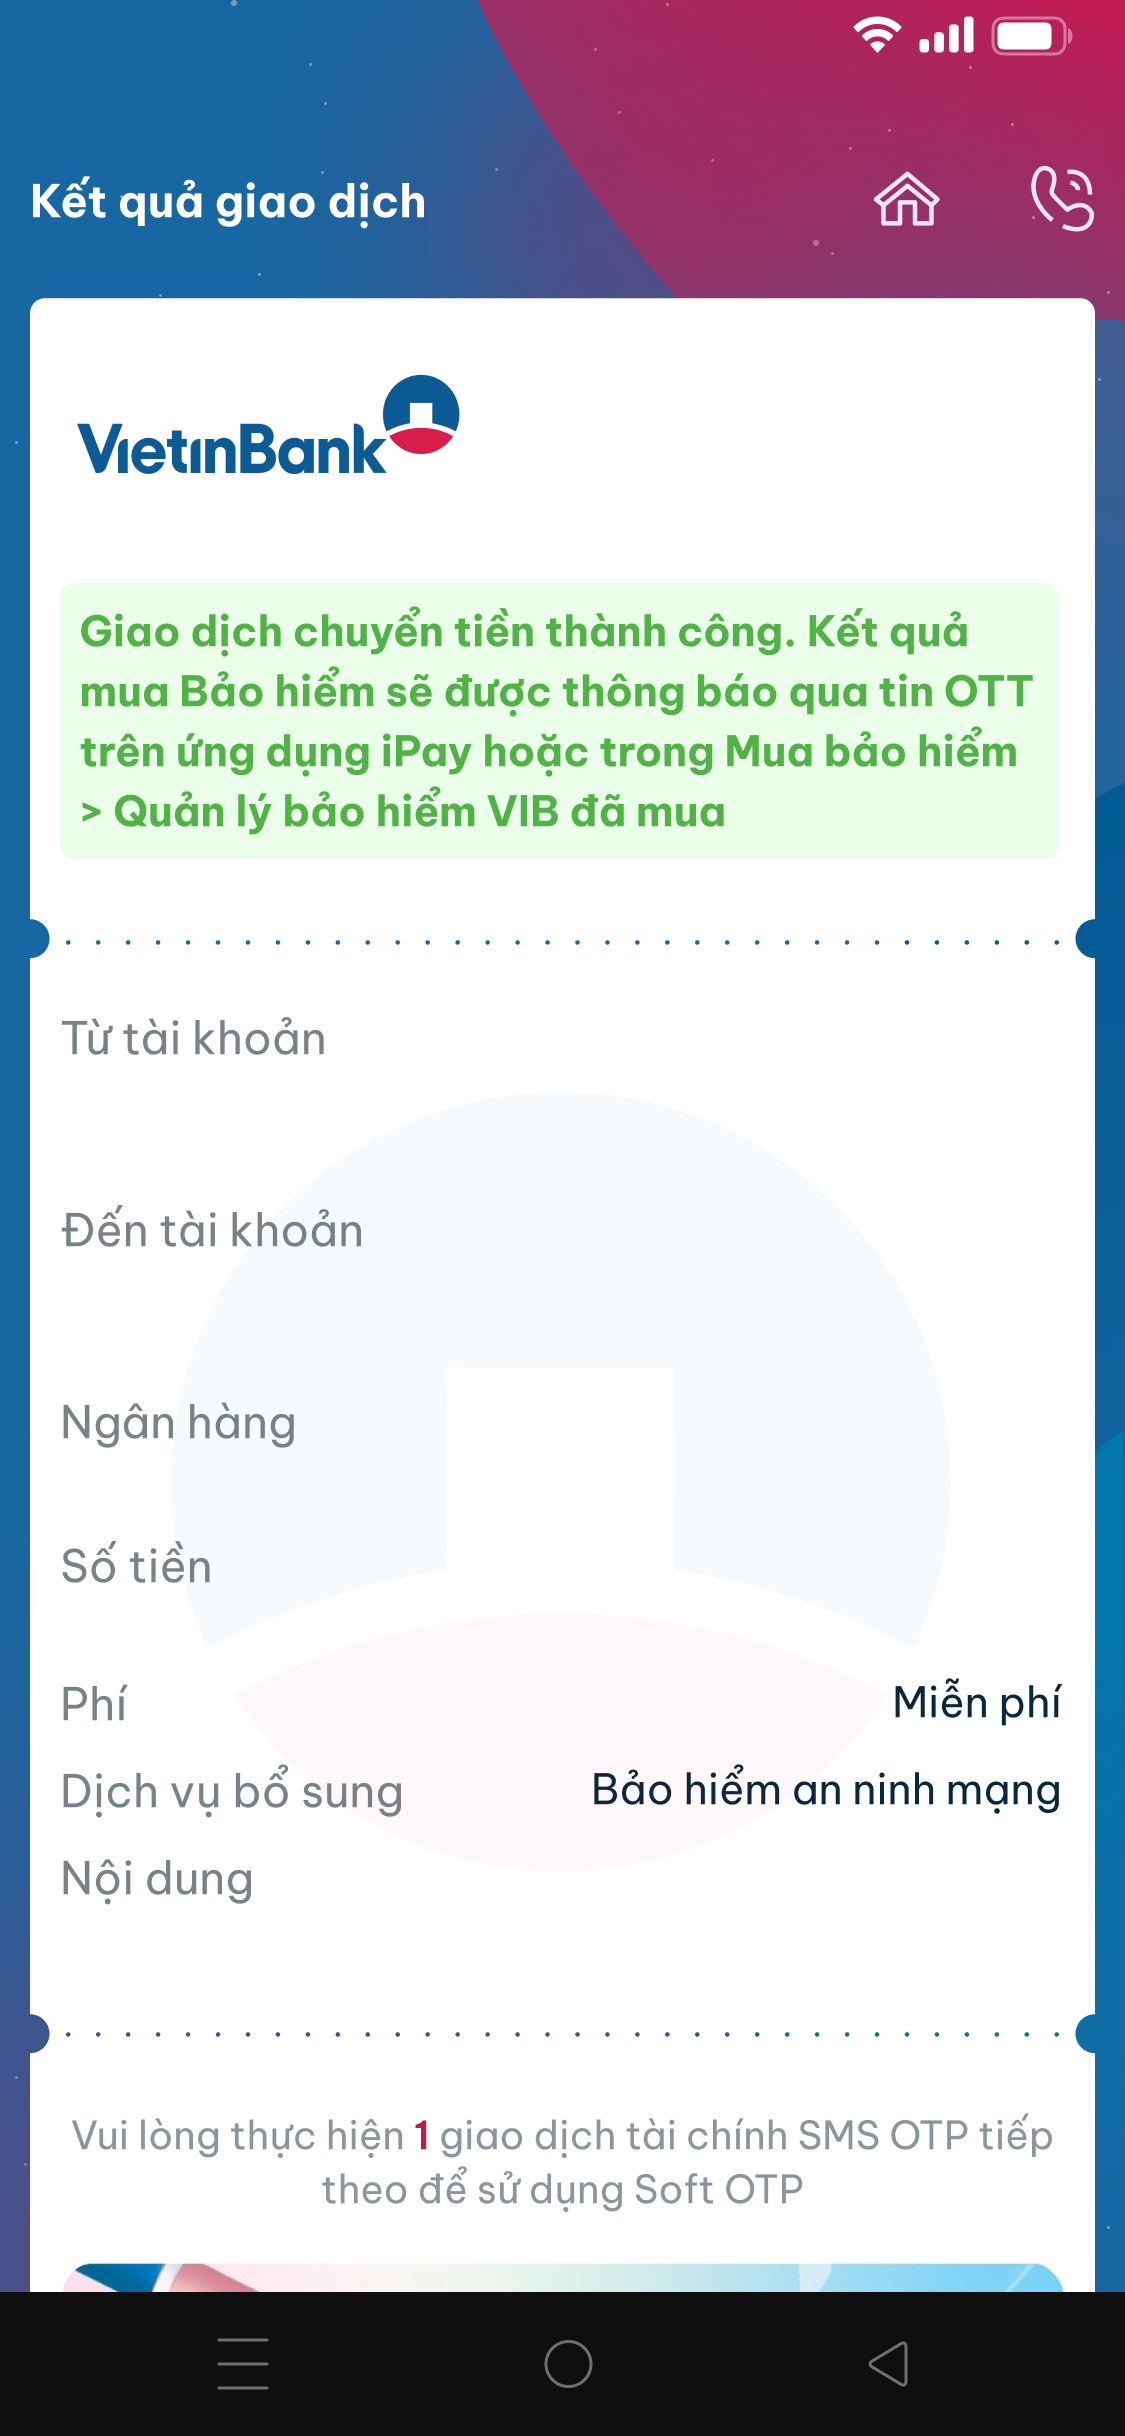 Kết quả giao dịch
VietinBank
Giao dịch chuyển tiền thành công. Kết quả
mua Bảo hiểm sẽ được thông báo qua tin OTT
trên ứng dụng iPay hoặc trong Mua bảo hiểm
> Quản lý bảo hiểm VIB đã mua
Từ tài khoản
Đến tài khoản
Ngân hàng
Số tiền
Phí Miễn phí
Dịch vụ bổ sung Bảo hiểm an ninh mạng
Nội dung
Vui lòng thực hiện 1 giao dịch tài chính SMS OTP tiếp
theo để sử dụng Soft OTP